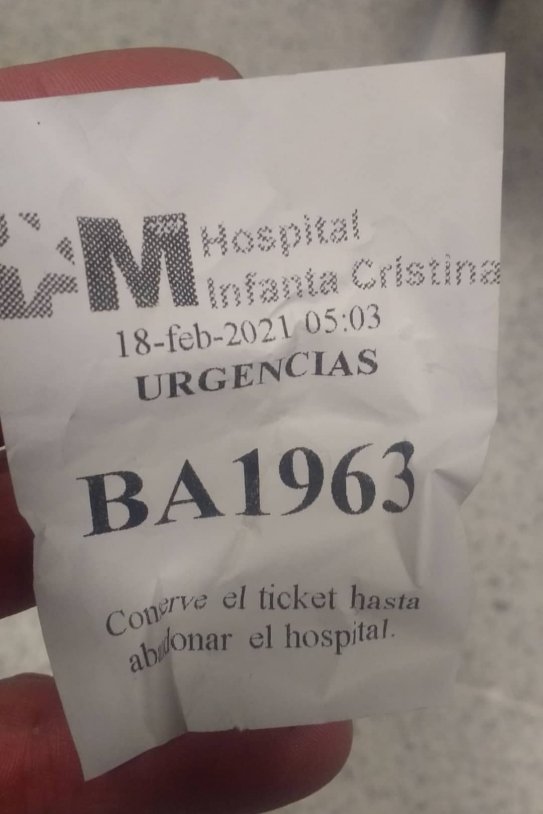 M Hospital
Infanta Cristina
18-feb-2021 05:03
URGENCIAS
BA1963
Conserve el ticket hasta
abandonar el hospital.